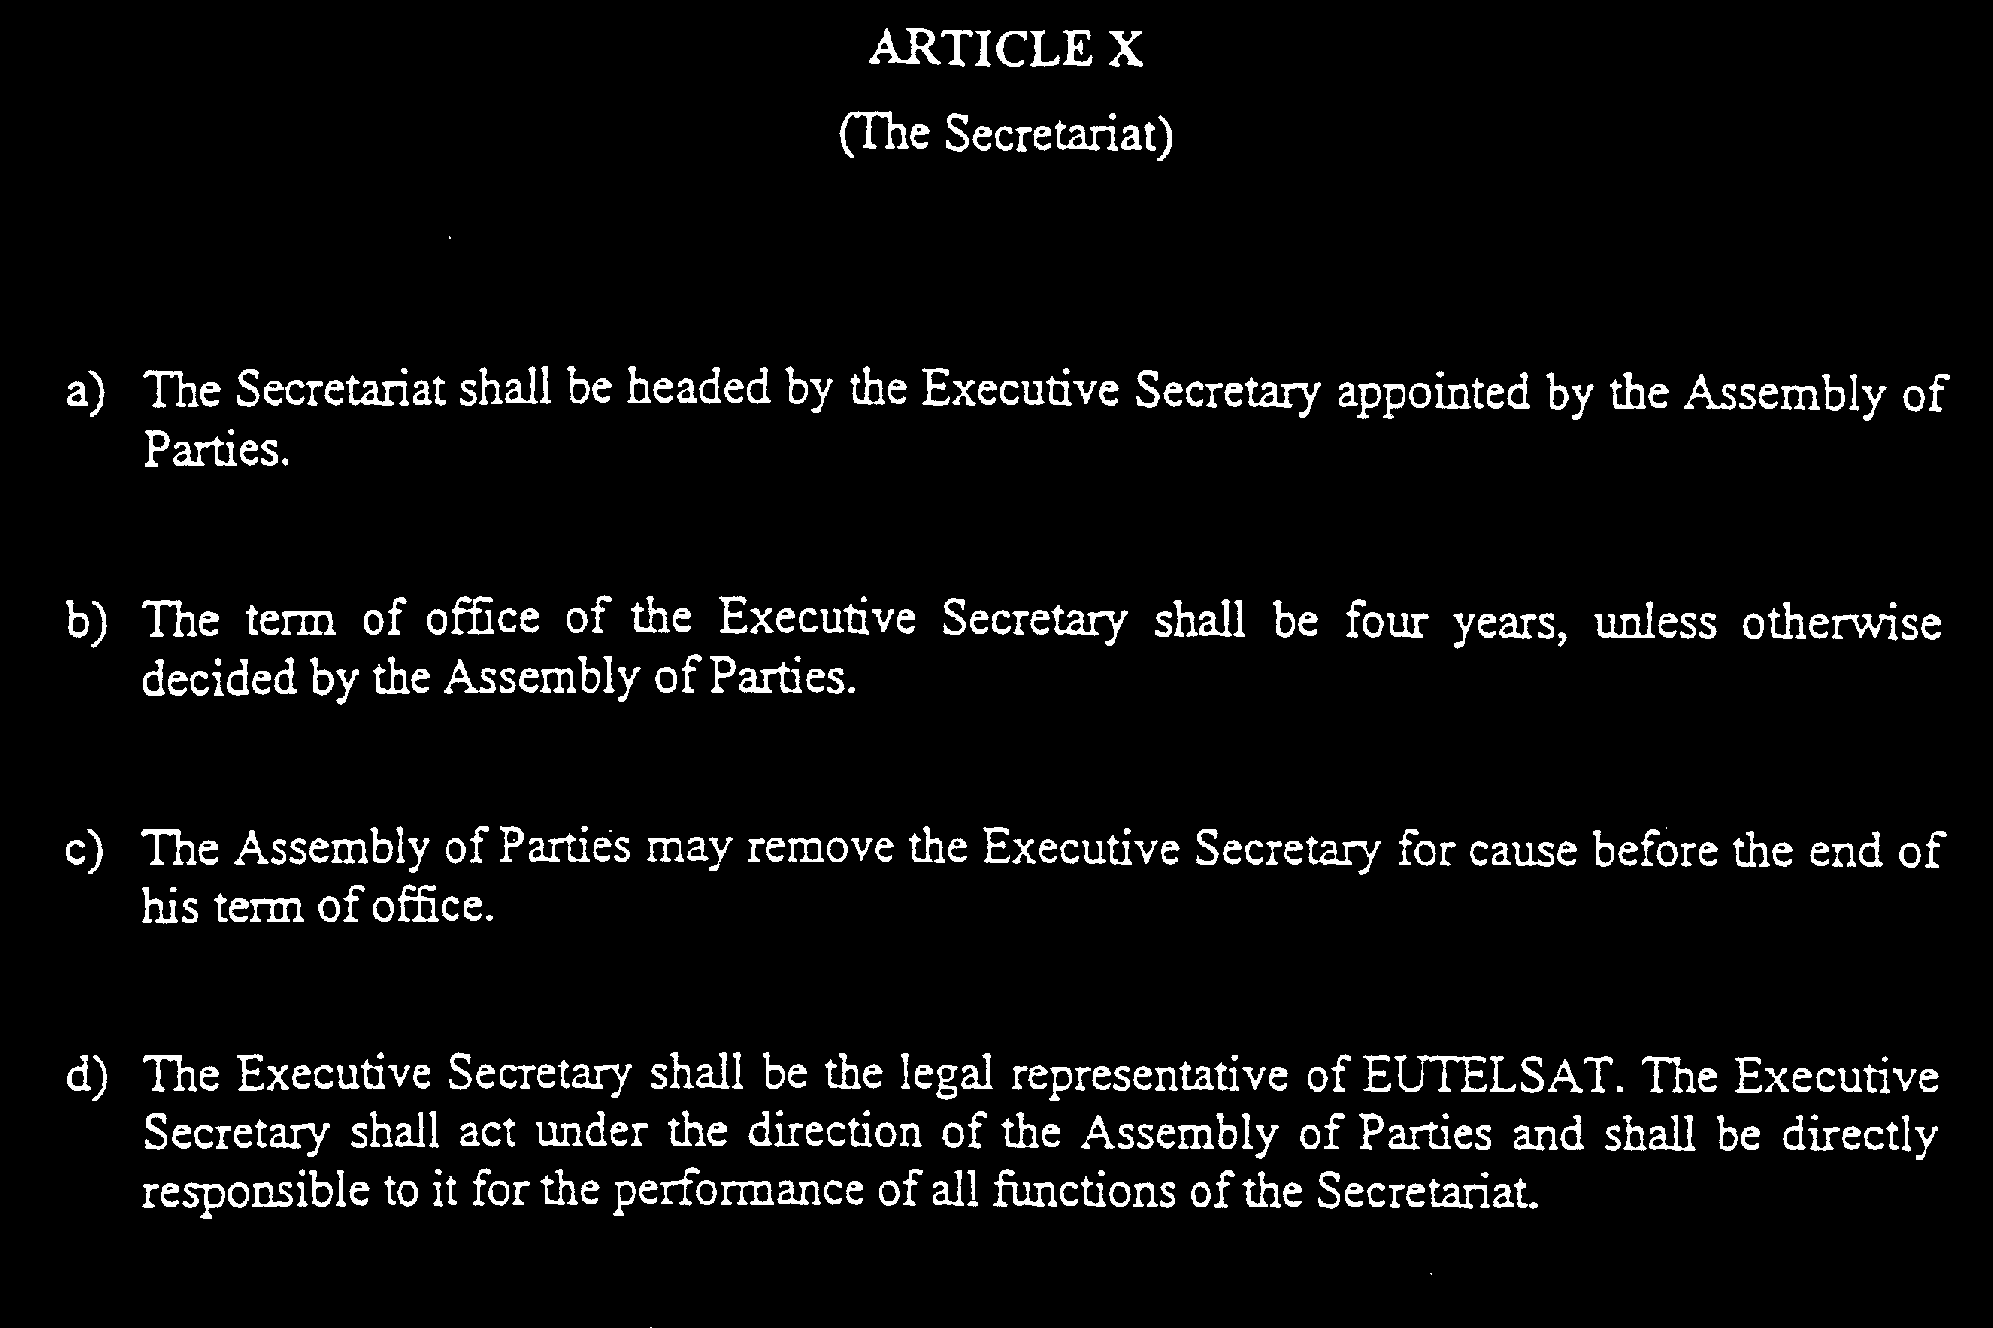 ARTICLE X
(The Secretariat)
a) The Secretariat shall be headed by the Executive Secretary appointed by the Assembly of
Parties.
b) The term of office of the Executive Secretary shall be four years, unless otherwise
decided by the Assembly of Parties.
c) The Assembly of Parties may remove the Executive Secretary for cause before the end of
his term of office.
d) The Executive Secretary shall be the legal representative of EUTELSAT. The Executive
Secretary shall act under the direction of the Assembly of Parties and shall be directly
responsible to it for the performance of all functions of the Secretariat.